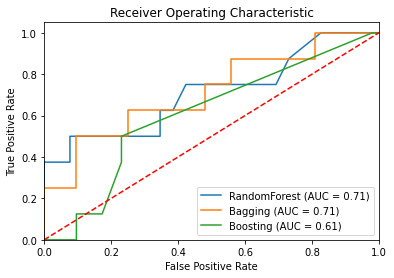 Receiver Operating Characteristic
True Positive Rate
1.0
0.8
0.6
0.4
0.2
0.0
RandomForest (AUC = 0.71)
Bagging (AUC = 0.71)
Boosting (AUC = 0.61)
0.0 0.2 0.4 0.6 0.8 1.0
False Positive Rate